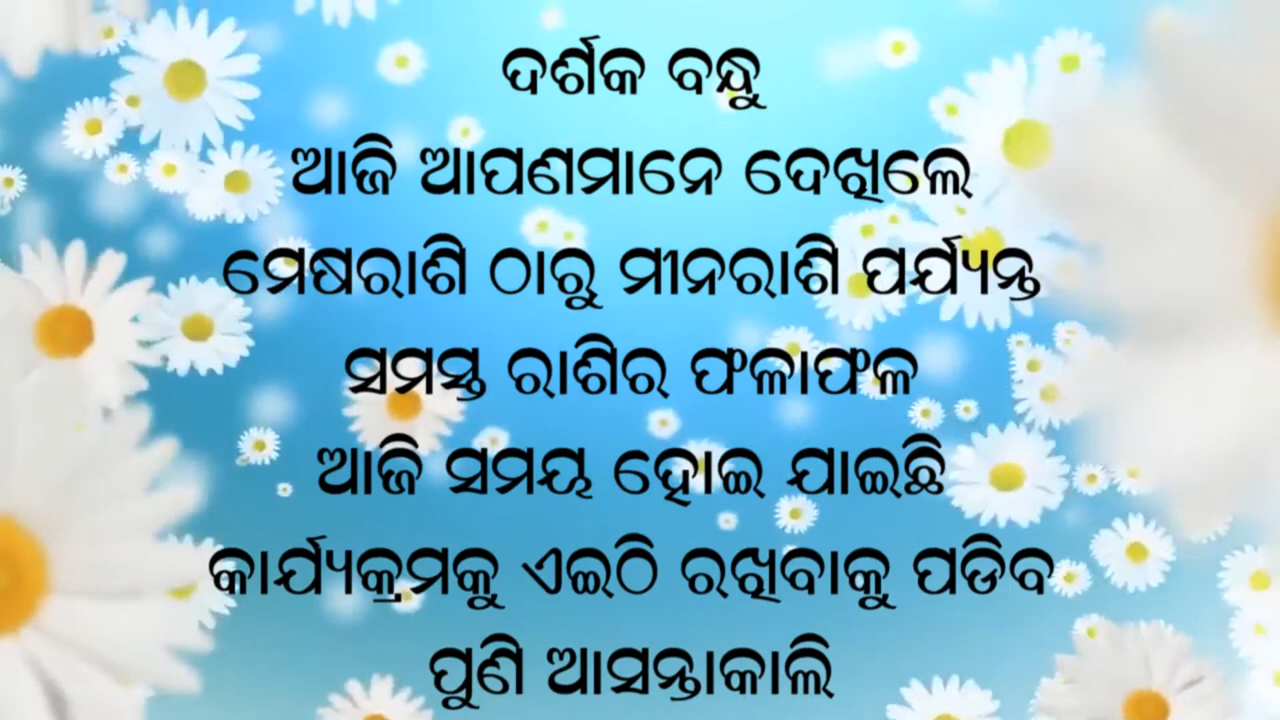 ଦର୍ଶକ ବନ୍ଧୁ
ଆଜି ଆପଣମାନେ ଦେଖିଲେ
ମେଷରାଶି ଠାରୁ ମୀନରାଶି ପର୍ଯ୍ୟନ୍ତ
ସମସ୍ତ ରାଶିର ଫଳାଫଳ
ଆଜି ସମୟ ହୋଇ ଯାଇଛି
କାର୍ଯ୍ୟକ୍ରମକୁ ଏଇଠି ରଖିବାକୁ ପଡିବ
ପୁଣି ଆସନ୍ତାକାଲି